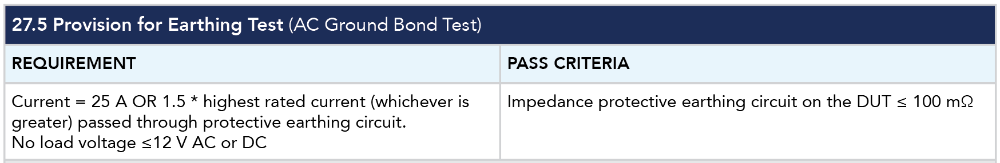 27.5 Provision for Earthing Test (AC Ground Bond Test)
REQUIREMENT
PASS CRITERIA
Current = 25 A OR 1.5 * highest rated current (whichever is
greater) passed through protective earthing circuit.
No load voltage ≤12 V AC or DC
Impedance protective earthing circuit on the DUT ≤ 100 mΩ